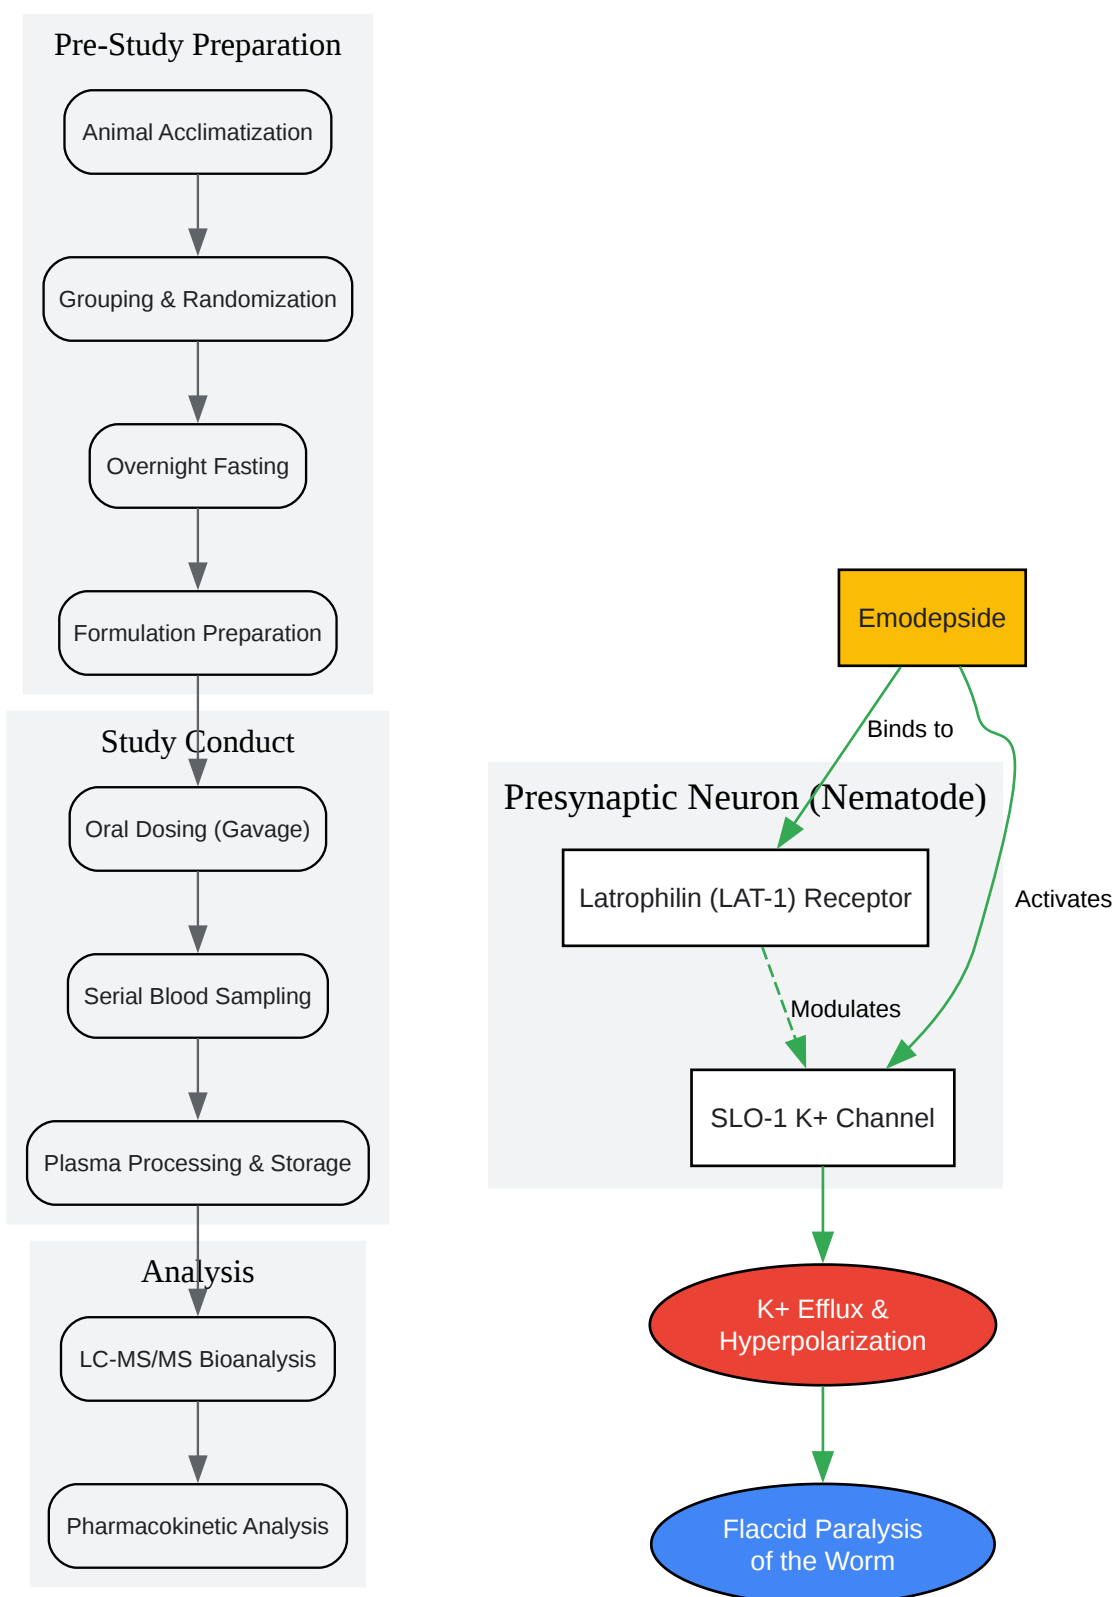 Pre-Study Preparation
Animal Acclimatization
Grouping & Randomization
Overnight Fasting
Formulation Preparation
Study Conduct
Oral Dosing (Gavage)
Serial Blood Sampling
Plasma Processing & Storage
Analysis
LC-MS/MS Bioanalysis
Pharmacokinetic Analysis
Emodepside
Binds to
Presynaptic Neuron (Nematode)
Latrophilin (LAT-1) Receptor
Activates
Modulates
SLO-1 K+ Channel
K+ Efflux &
Hyperpolarization
Flaccid Paralysis
of the Worm